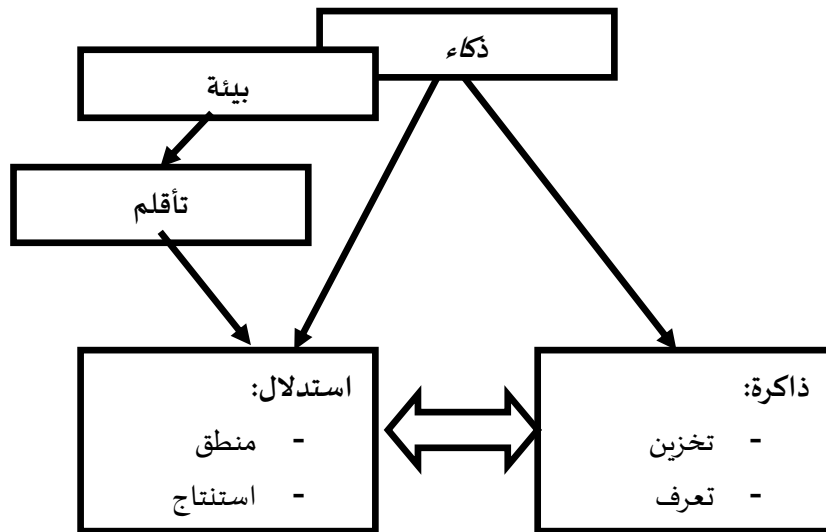 ذكاء
بيئة
تأقلم
ذاكرة:
- تخزين
- تعرف
استدلال:
- منطق
- استنتاج